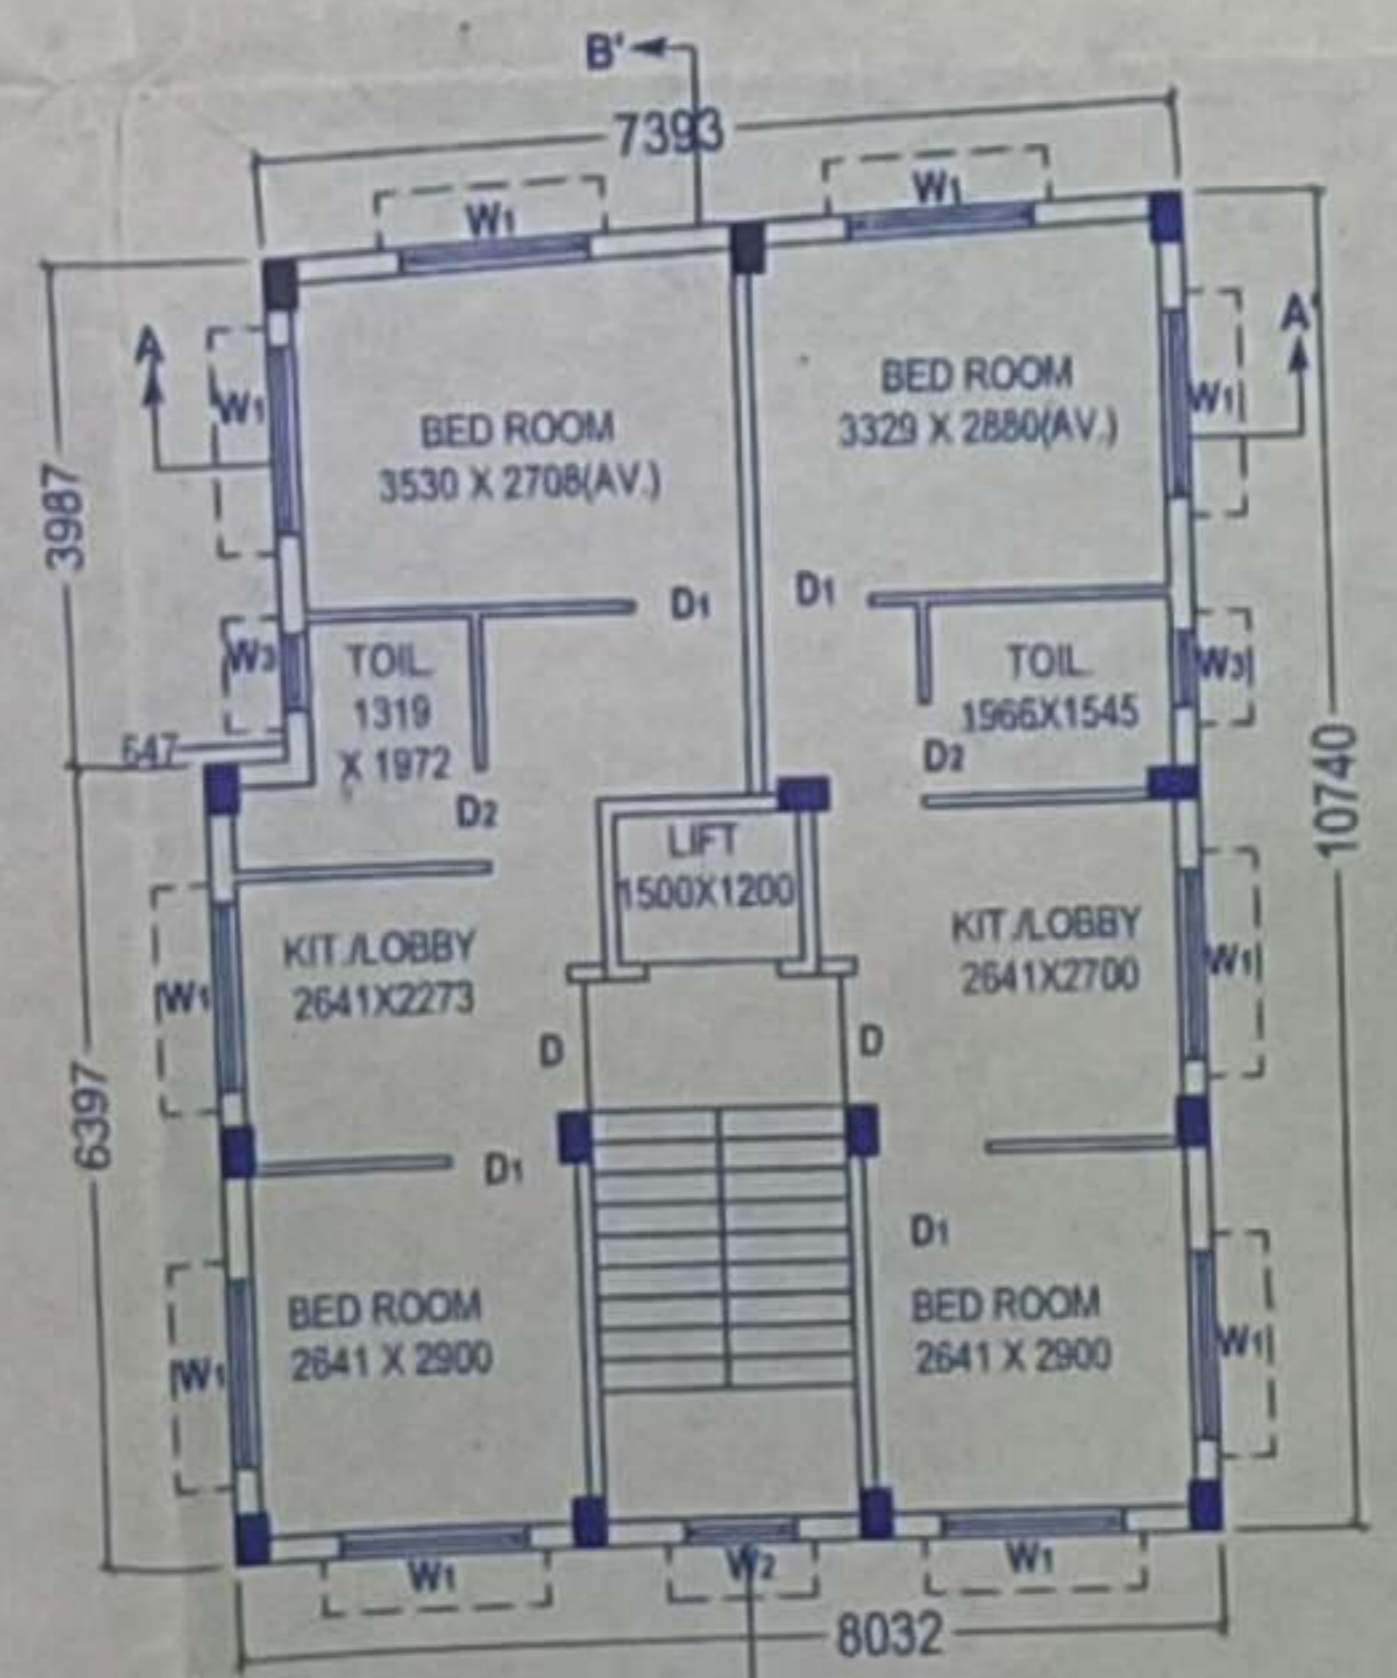 B'
7393
W1
W1
A
W1
BED ROOM
3530 X 2708(AV.)
BED ROOM
3329 X 2880(AV.)
W1
A'
3987
D1
D1
W3
TOIL.
1319
X 1972
TOIL.
1966X1545
W3
647
D2
D2
10740
LIFT
1500X1200
KIT./LOBBY
2641X2273
KIT./LOBBY
2641X2700
W1
W1
D
D
6397
D1
D1
BED ROOM
2641 X 2900
BED ROOM
2641 X 2900
W1
W1
W1
W2
W1
8032